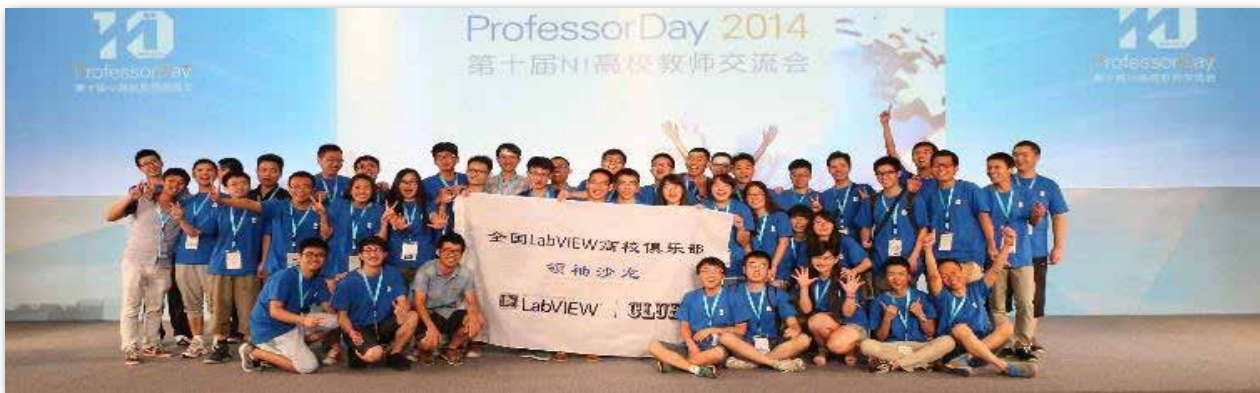 ProfessorDay
ProfessorDay 2014
第十届NI高校教师交流会
ProfessorDay
全国LabVIEW高校俱乐部
领袖沙龙
LabVIEW CLUB